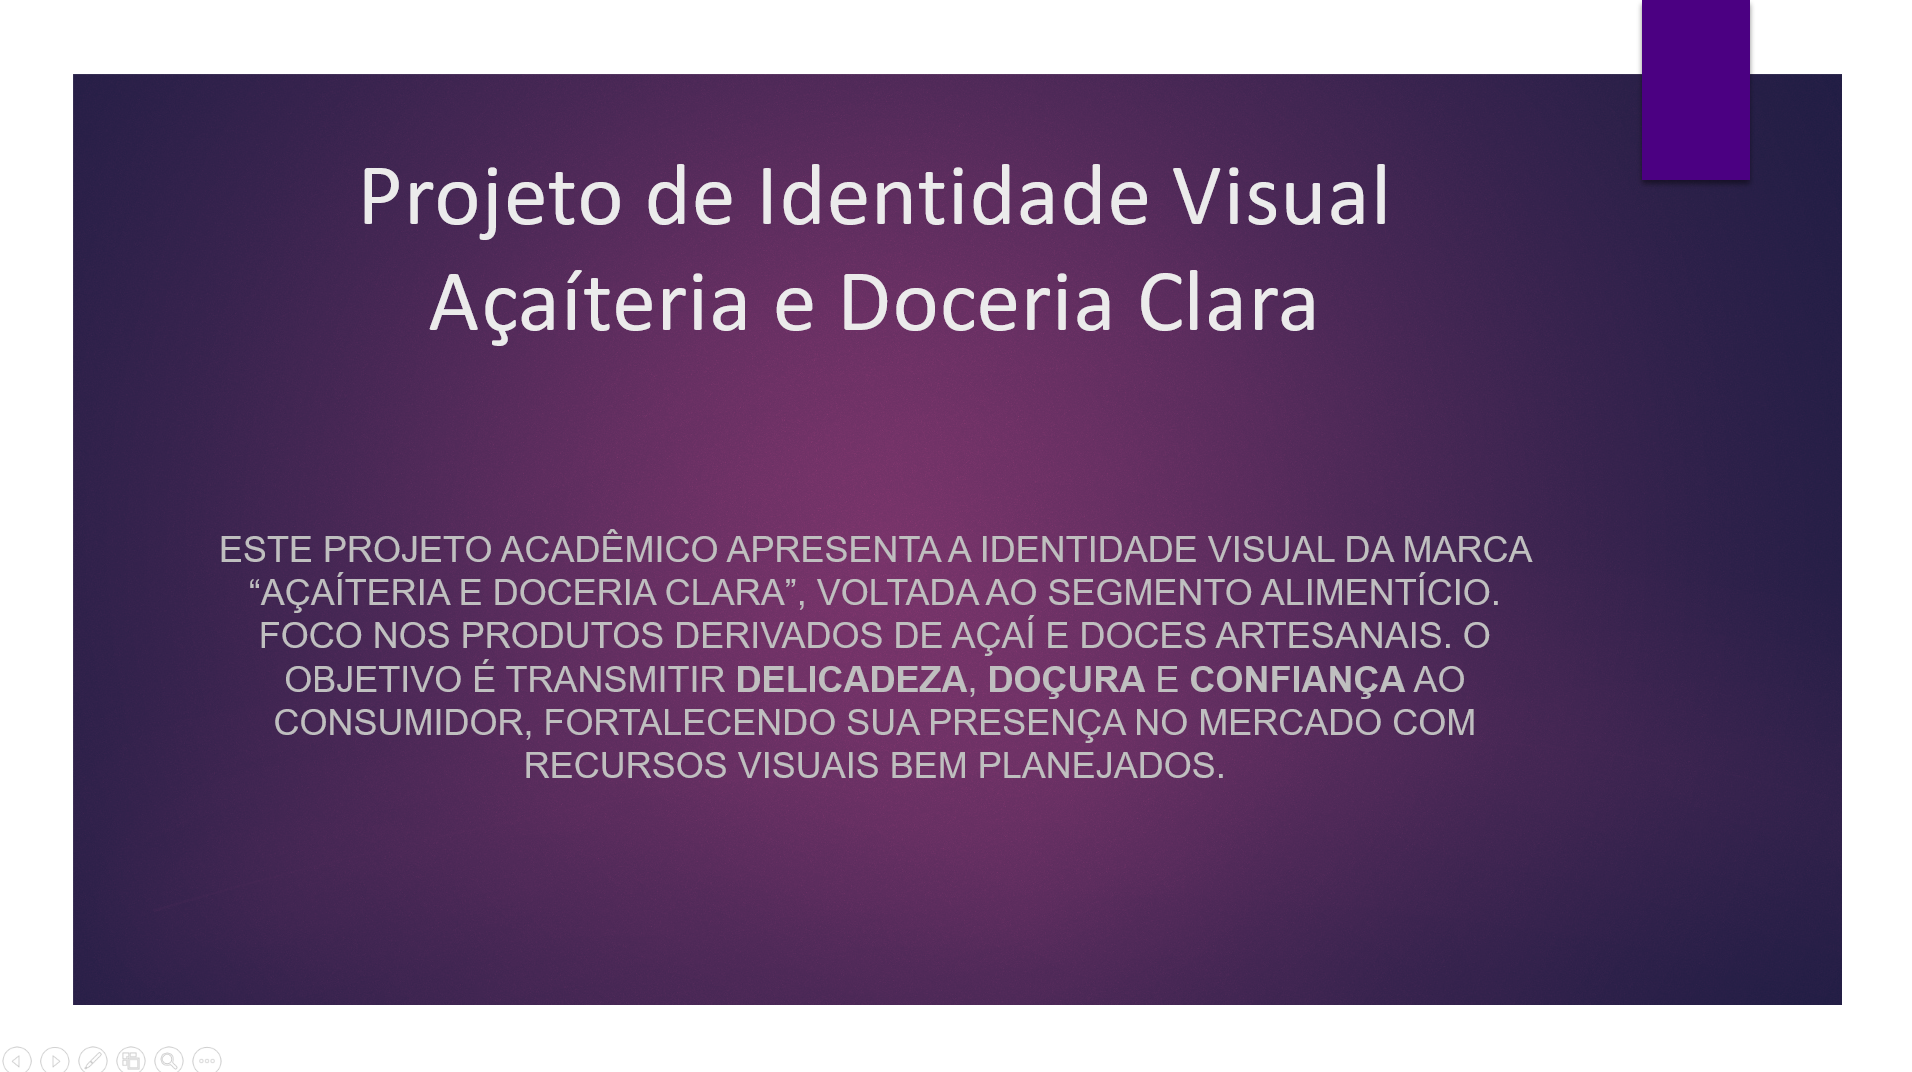 Projeto de Identidade Visual
Açaíteria e Doceria Clara
ESTE PROJETO ACADÊMICO APRESENTA A IDENTIDADE VISUAL DA MARCA
“AÇAÍTERIA E DOCERIA CLARA”, VOLTADA AO SEGMENTO ALIMENTÍCIO.
FOCO NOS PRODUTOS DERIVADOS DE AÇAÍ E DOCES ARTESANAIS. O
OBJETIVO É TRANSMITIR DELICADEZA, DOÇURA E CONFIANÇA AO
CONSUMIDOR, FORTALECENDO SUA PRESENÇA NO MERCADO COM
RECURSOS VISUAIS BEM PLANEJADOS.